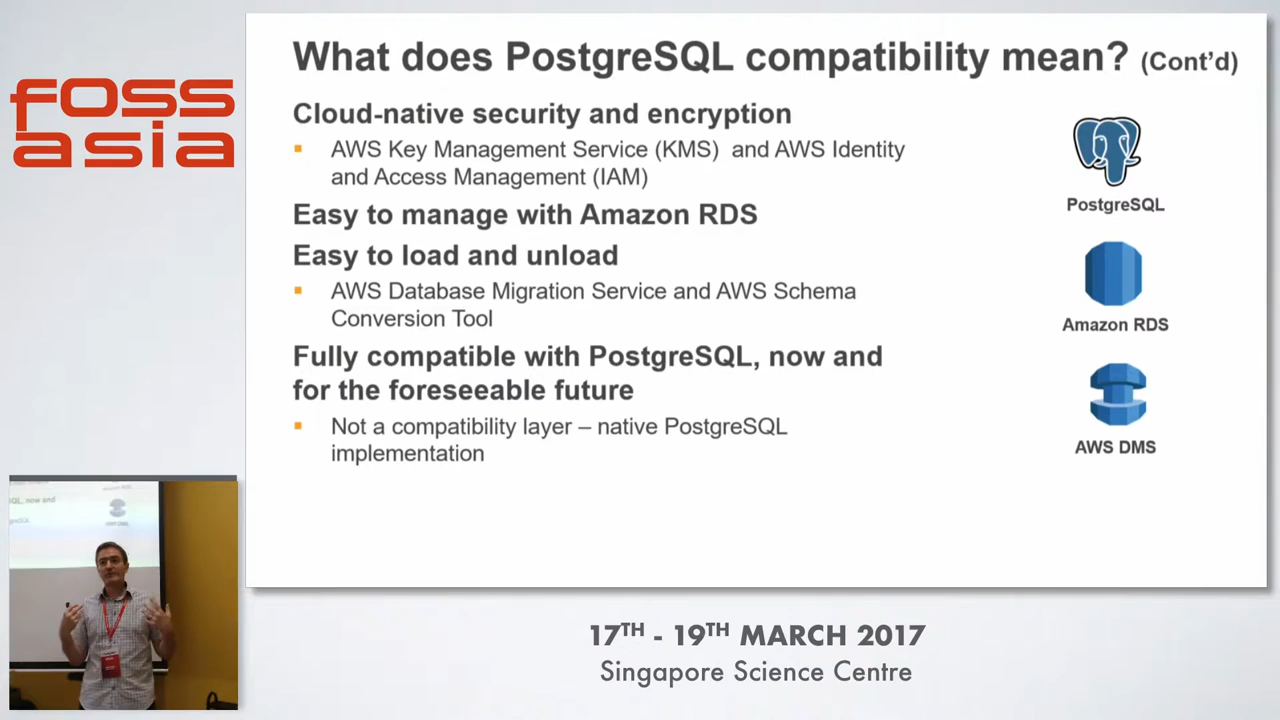 foss
asia
What does PostgreSQL compatibility mean? (Cont'd)
Cloud-native security and encryption
AWS Key Management Service (KMS) and AWS Identity
and Access Management (IAM)
Easy to manage with Amazon RDS
Easy to load and unload
AWS Database Migration Service and AWS Schema
Conversion Tool
Fully compatible with PostgreSQL, now and
for the foreseeable future
Not a compatibility layer – native PostgreSQL
implementation
PostgreSQL
Amazon RDS
AWS DMS
17TH - 19TH MARCH 2017
Singapore Science Centre